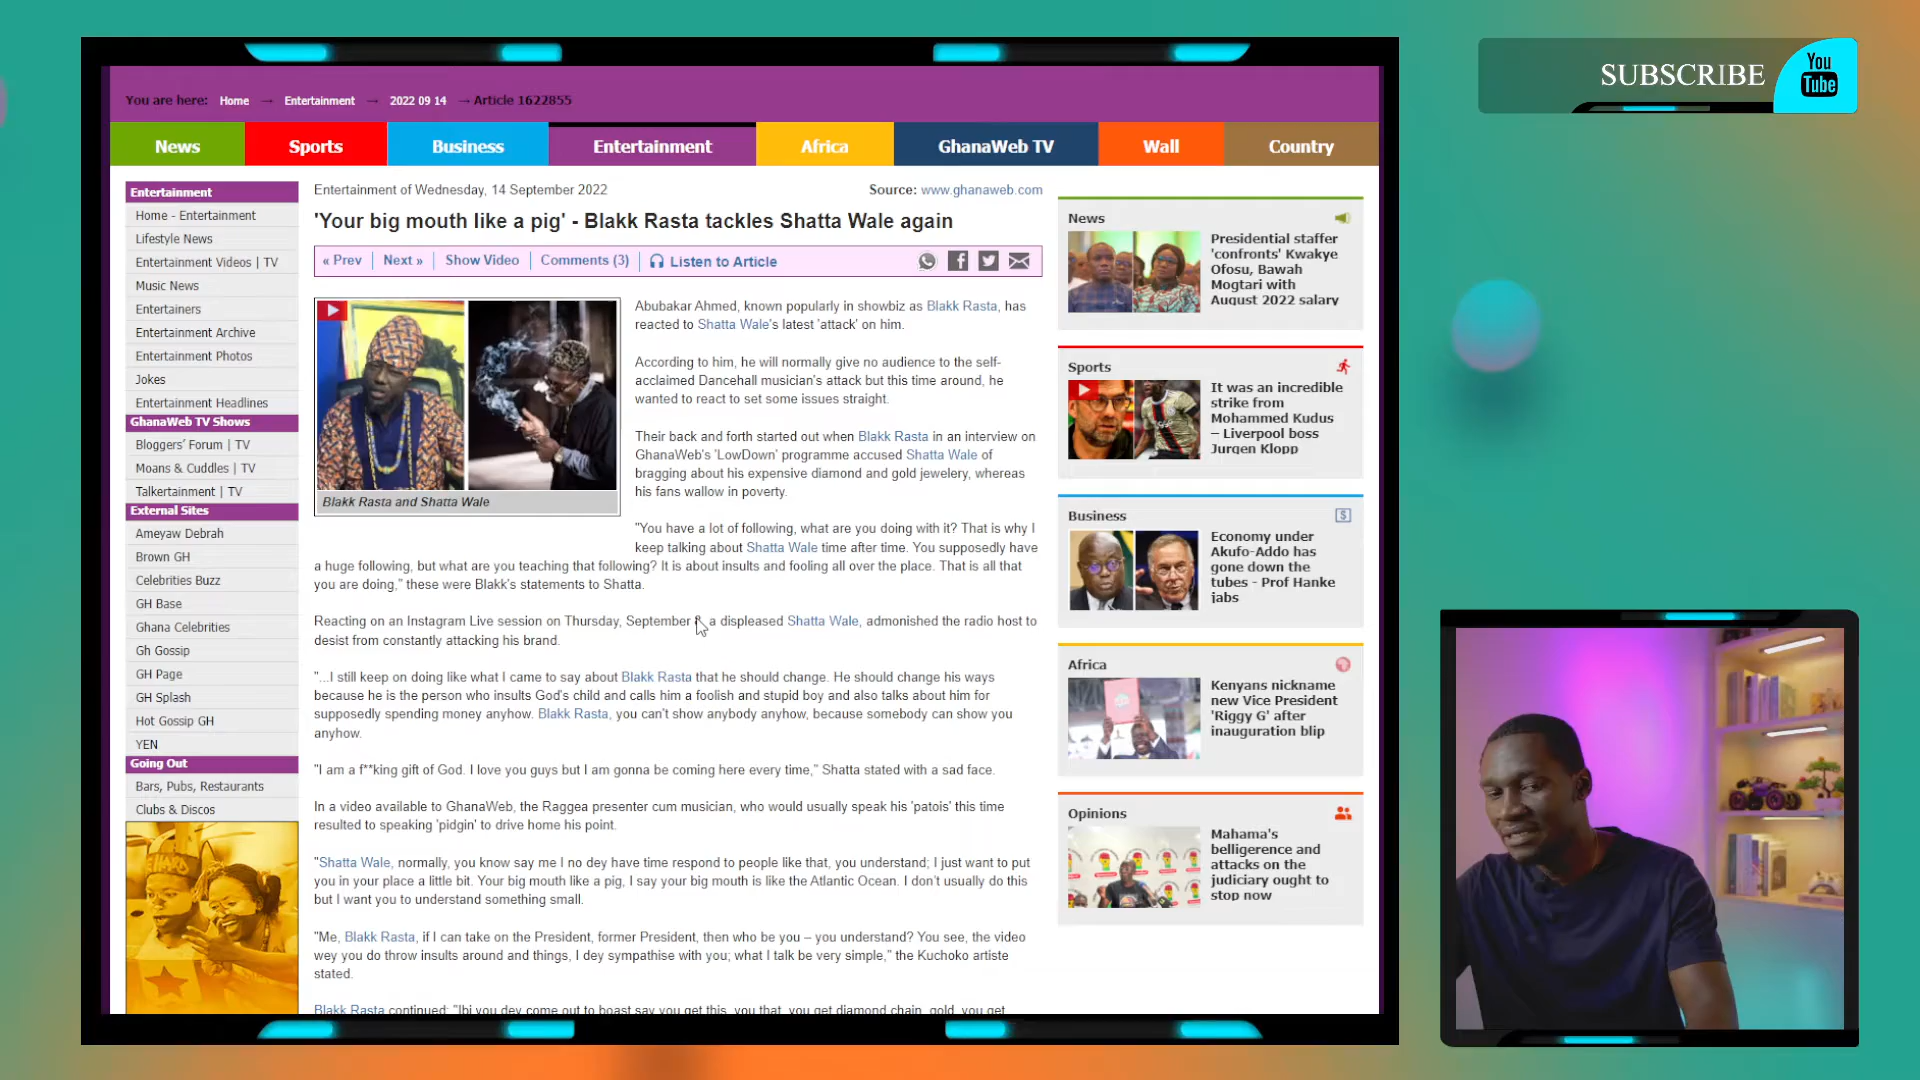 SUBSCRIBE
You
Tube
You are here: Home → Entertainment → 2022 09 14 → Article 1622855
News
Sports
Business
Entertainment
Africa
GhanaWeb TV
Wall
Country
Entertainment
Home - Entertainment
Lifestyle News
Entertainment Videos | TV
Music News
Entertainers
Entertainment Archive
Entertainment Photos
Jokes
Entertainment Headlines
GhanaWeb TV Shows
Bloggers' Forum | TV
Moans & Cuddles | TV
Talkertainment | TV
External Sites
Ameyaw Debrah
Brown GH
Celebrities Buzz
GH Base
Ghana Celebrities
Gh Gossip
GH Page
GH Splash
Hot Gossip GH
YEN
Going Out
Bars, Pubs, Restaurants
Clubs & Discos
Entertainment of Wednesday, 14 September 2022
Source: www.ghanaweb.com
'Your big mouth like a pig' - Blakk Rasta tackles Shatta Wale again
« Prev
Next »
Show Video
Comments (3)
Listen to Article
Blakk Rasta and Shatta Wale
Abubakar Ahmed, known popularly in showbiz as Blakk Rasta, has
reacted to Shatta Wale's latest 'attack' on him.
According to him, he will normally give no audience to the self-
acclaimed Dancehall musician's attack but this time around, he
wanted to react to set some issues straight.
Their back and forth started out when Blakk Rasta in an interview on
GhanaWeb's 'LowDown' programme accused Shatta Wale of
bragging about his expensive diamond and gold jewelery, whereas
his fans wallow in poverty.
"You have a lot of following, what are you doing with it? That is why I
keep talking about Shatta Wale time after time. You supposedly have
a huge following, but what are you teaching that following? It is about insults and fooling all over the place. That is all that
you are doing," these were Blakk's statements to Shatta.
Reacting on an Instagram Live session on Thursday, September a displeased Shatta Wale, admonished the radio host to
desist from constantly attacking his brand.
"...I still keep on doing like what I came to say about Blakk Rasta that he should change. He should change his ways
because he is the person who insults God's child and calls him a foolish and stupid boy and also talks about him for
supposedly spending money anyhow. Blakk Rasta, you can't show anybody anyhow, because somebody can show you
anyhow.
"I am a f**king gift of God. I love you guys but I am gonna be coming here every time," Shatta stated with a sad face.
In a video available to GhanaWeb, the Raggea presenter cum musician, who would usually speak his 'patois' this time
resulted to speaking 'pidgin' to drive home his point.
"Shatta Wale, normally, you know say me I no dey have time respond to people like that, you understand; I just want to put
you in your place a little bit. Your big mouth like a pig, I say your big mouth is like the Atlantic Ocean. I don't usually do this
but I want you to understand something small.
"Me, Blakk Rasta, if I can take on the President, former President, then who be you – you understand? You see, the video
wey you do throw insults around and things, I dey sympathise with you; what I talk be very simple," the Kuchoko artiste
stated.
Blakk Rasta continued: "Ibi you dey come out to boast say you get this, you that, you get diamond chain, gold, you get
News
Presidential staffer
'confronts' Kwakye
Ofosu, Bawah
Mogtari with
August 2022 salary
Sports
It was an incredible
strike from
Mohammed Kudus
– Liverpool boss
Jurgen Klopp
Business
Economy under
Akufo-Addo has
gone down the
tubes - Prof Hanke
jabs
Africa
Kenyans nickname
new Vice President
'Riggy G' after
inauguration blip
Opinions
Mahama's
belligerence and
attacks on the
judiciary ought to
stop now